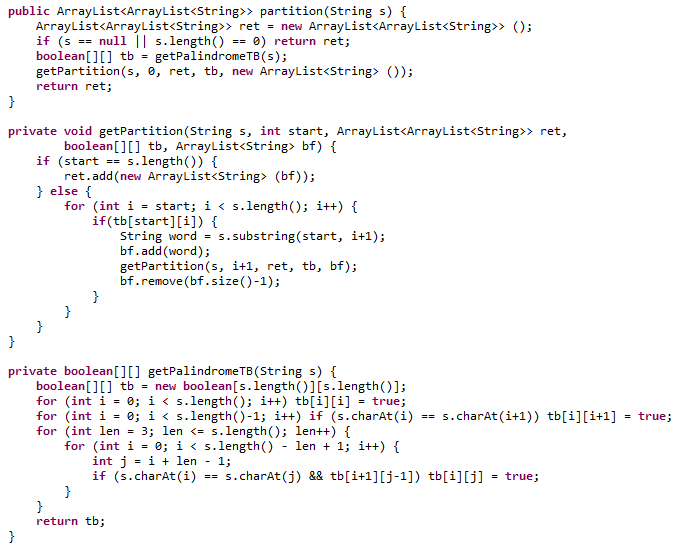 public ArrayList<ArrayList<String>> partition(String s) {
    ArrayList<ArrayList<String>> ret = new ArrayList<ArrayList<String>> ();
    if (s == null || s.length() == 0) return ret;
    boolean[][] tb = getPalindromeTB(s);
    getPartition(s, 0, ret, tb, new ArrayList<String> ());
    return ret;
}

private void getPartition(String s, int start, ArrayList<ArrayList<String>> ret,
        boolean[][] tb, ArrayList<String> bf) {
    if (start == s.length()) {
        ret.add(new ArrayList<String> (bf));
    } else {
        for (int i = start; i < s.length(); i++) {
            if(tb[start][i]) {
                String word = s.substring(start, i+1);
                bf.add(word);
                getPartition(s, i+1, ret, tb, bf);
                bf.remove(bf.size()-1);
            }
        }
    }
}

private boolean[][] getPalindromeTB(String s) {
    boolean[][] tb = new boolean[s.length()][s.length()];
    for (int i = 0; i < s.length(); i++) tb[i][i] = true;
    for (int i = 0; i < s.length()-1; i++) if (s.charAt(i) == s.charAt(i+1)) tb[i][i+1] = true;
    for (int len = 3; len <= s.length(); len++) {
        for (int i = 0; i < s.length() - len + 1; i++) {
            int j = i + len - 1;
            if (s.charAt(i) == s.charAt(j) && tb[i+1][j-1]) tb[i][j] = true;
        }
    }
    return tb;
}